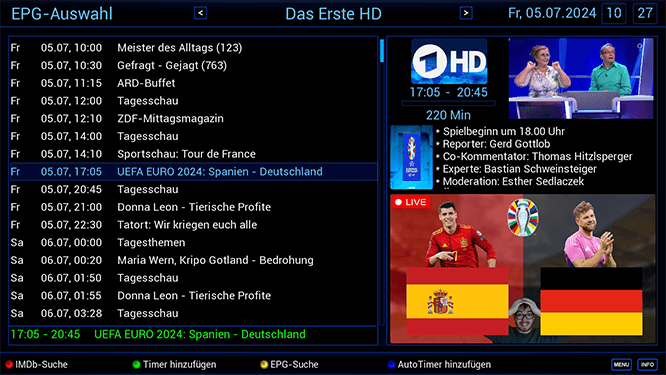 EPG-Auswahl < Das Erste HD > Fr, 05.07.2024 10 27
Fr 05.07, 10:00 Meister des Alltags (123)
Fr 05.07, 10:30 Gefragt - Gejagt (763)
Fr 05.07, 11:15 ARD-Buffet
Fr 05.07, 12:00 Tagesschau
Fr 05.07, 12:10 ZDF-Mittagsmagazin
Fr 05.07, 14:00 Tagesschau
Fr 05.07, 14:10 Sportschau: Tour de France
Fr 05.07, 17:05 UEFA EURO 2024: Spanien - Deutschland
Fr 05.07, 20:45 Tagesschau
Fr 05.07, 21:00 Donna Leon - Tierische Profite
Fr 05.07, 22:30 Tatort: Wir kriegen euch alle
Sa 06.07, 00:00 Tagesthemen
Sa 06.07, 00:20 Maria Wern, Kripo Gotland - Bedrohung
Sa 06.07, 01:50 Tagesschau
Sa 06.07, 01:55 Donna Leon - Tierische Profite
Sa 06.07, 03:28 Tagesschau
17:05 - 20:45 UEFA EURO 2024: Spanien - Deutschland
1 HD
17:05 - 20:45
220 Min
* Spielbeginn um 18.00 Uhr
* Reporter: Gerd Gottlob
* Co-Kommentator: Thomas Hitzlsperger
* Experte: Bastian Schweinsteiger
* Moderation: Esther Sedlaczek
LIVE
IMDb-Suche Timer hinzufügen EPG-Suche AutoTimer hinzufügen MENU INFO